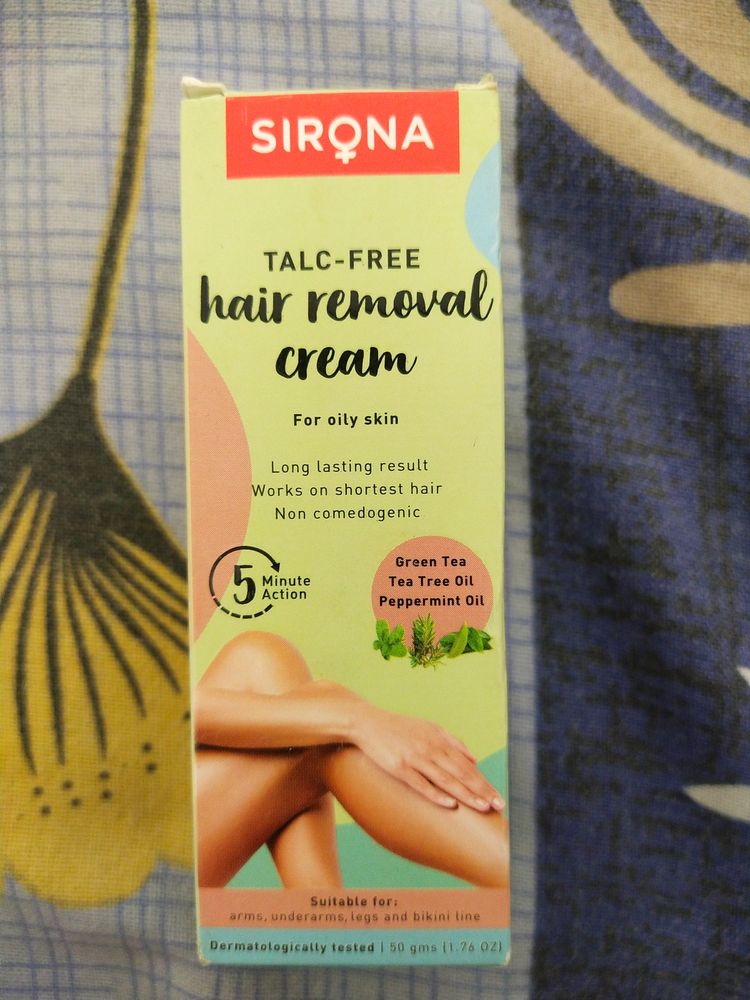 SIRONA
TALC-FREE
hair removal
cream
For oily skin
Long lasting result
Works on shortest hair
Non comedogenic
5 Minute
Action
Green Tea
Tea Tree Oil
Peppermint Oil
Suitable for:
arms, underarms, legs and bikini line
Dermatologically tested | 50 gms (1.76 OZ)